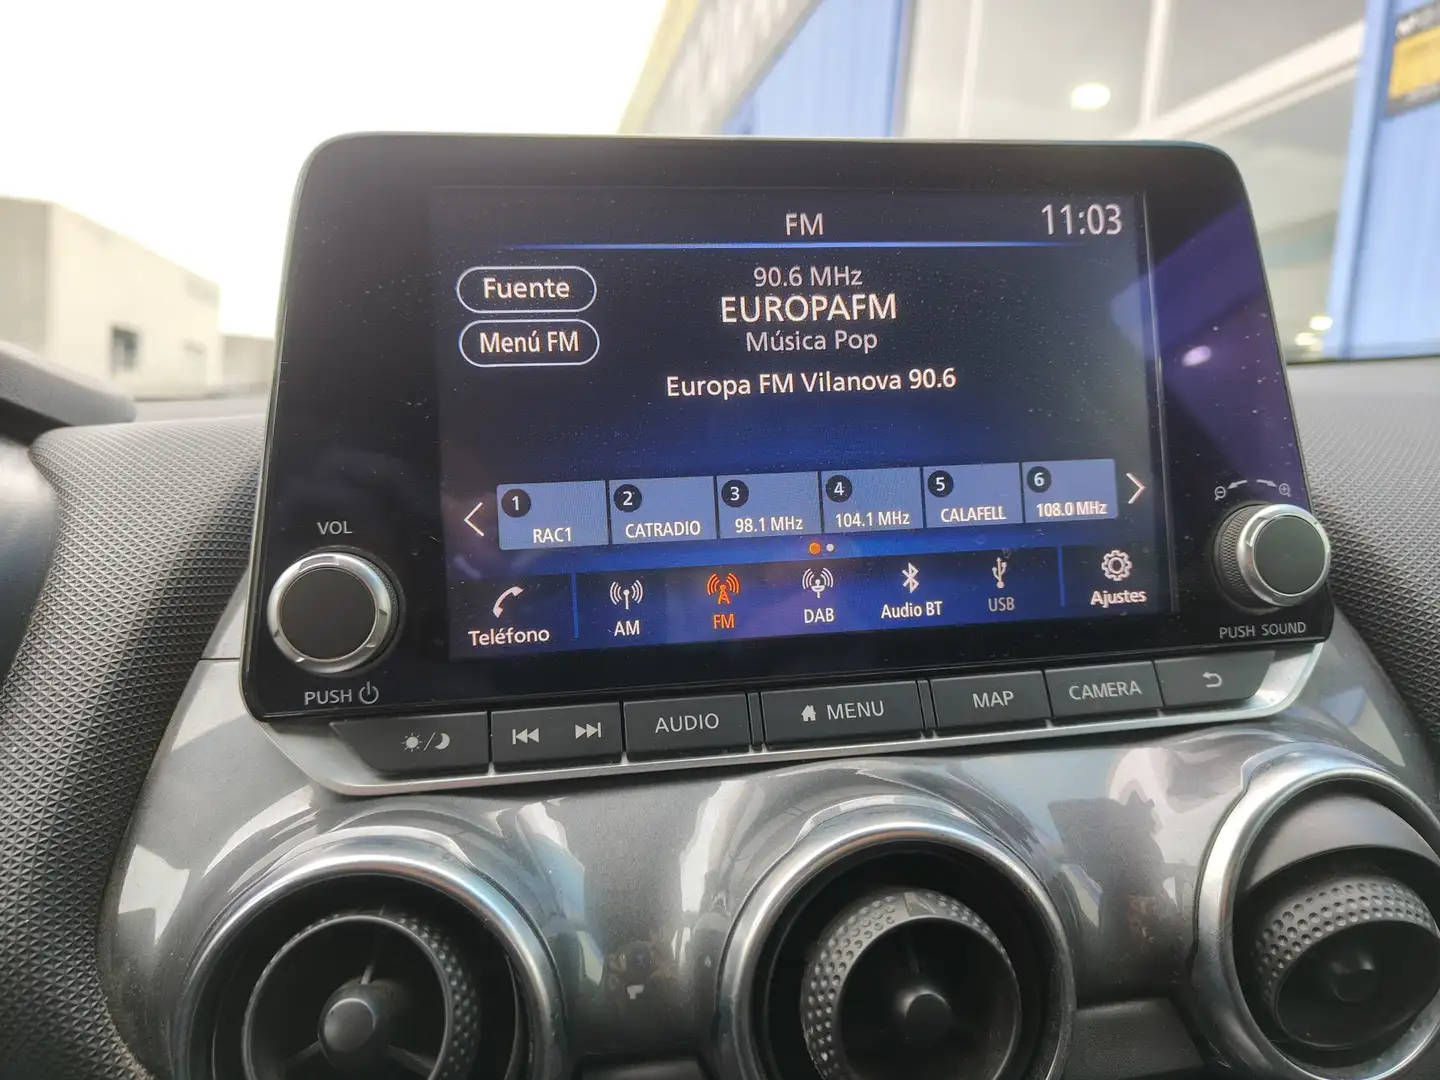 FM
11:03
Fuente
Menú FM
90.6 MHz
EUROPAFM
Música Pop
Europa FM Vilanova 90.6
1 RAC1
2 CATRADIO
3 98.1 MHz
4 104.1 MHz
5 CALAFELL
6 108.0 MHz
Teléfono
AM
FM
DAB
Audio BT
USB
Ajustes
VOL
PUSH
PUSH SOUND
AUDIO
MENU
MAP
CAMERA